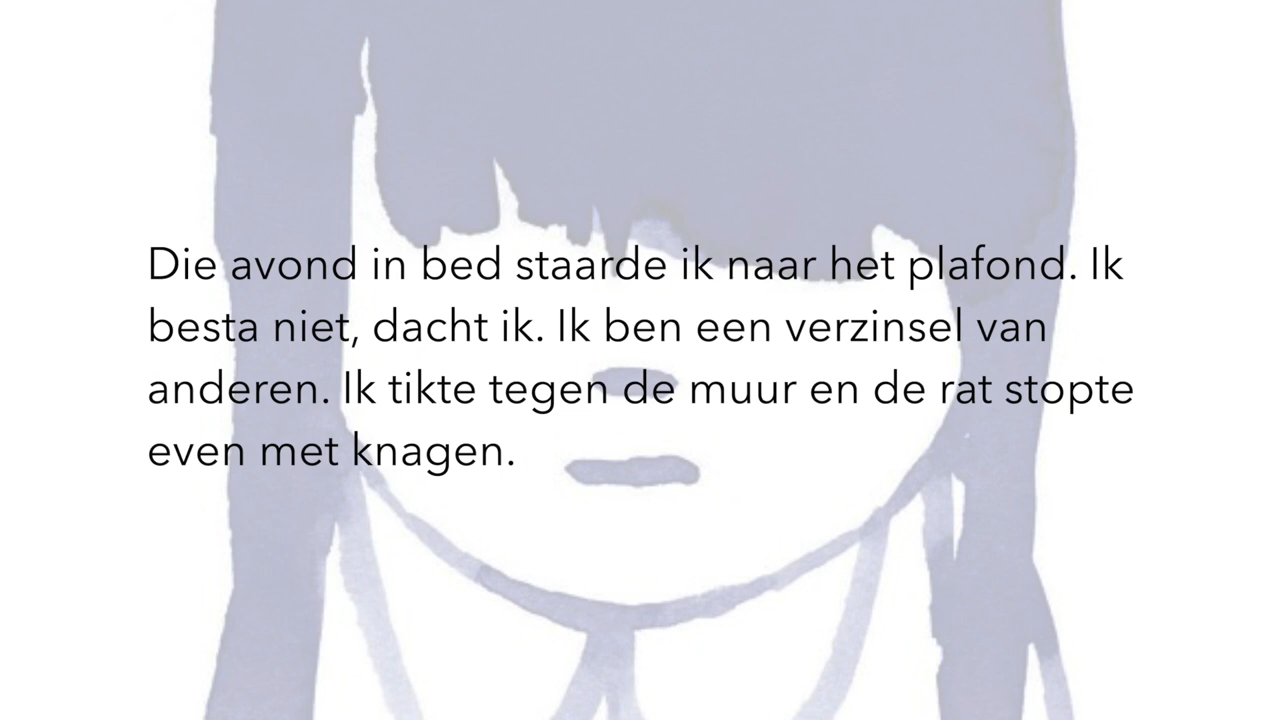 Die avond in bed staarde ik naar het plafond. Ik
besta niet, dacht ik. Ik ben een verzinsel van
anderen. Ik tikte tegen de muur en de rat stopte
even met knagen.